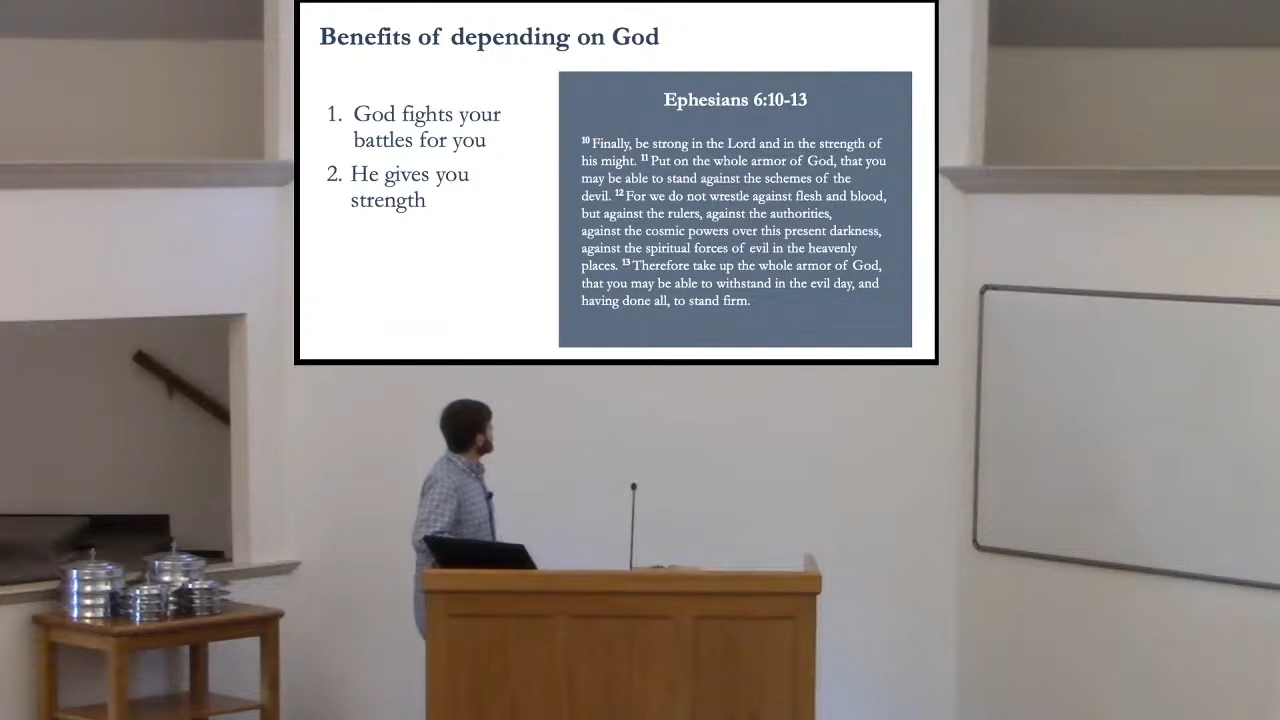 Benefits of depending on God
1. God fights your
battles for you
2. He gives you
strength
Ephesians 6:10-13
10 Finally, be strong in the Lord and in the strength of
his might. 11 Put on the whole armor of God, that you
may be able to stand against the schemes of the
devil. 12 For we do not wrestle against flesh and blood,
but against the rulers, against the authorities,
against the cosmic powers over this present darkness,
against the spiritual forces of evil in the heavenly
places. 13 Therefore take up the whole armor of God,
that you may be able to withstand in the evil day, and
having done all, to stand firm.